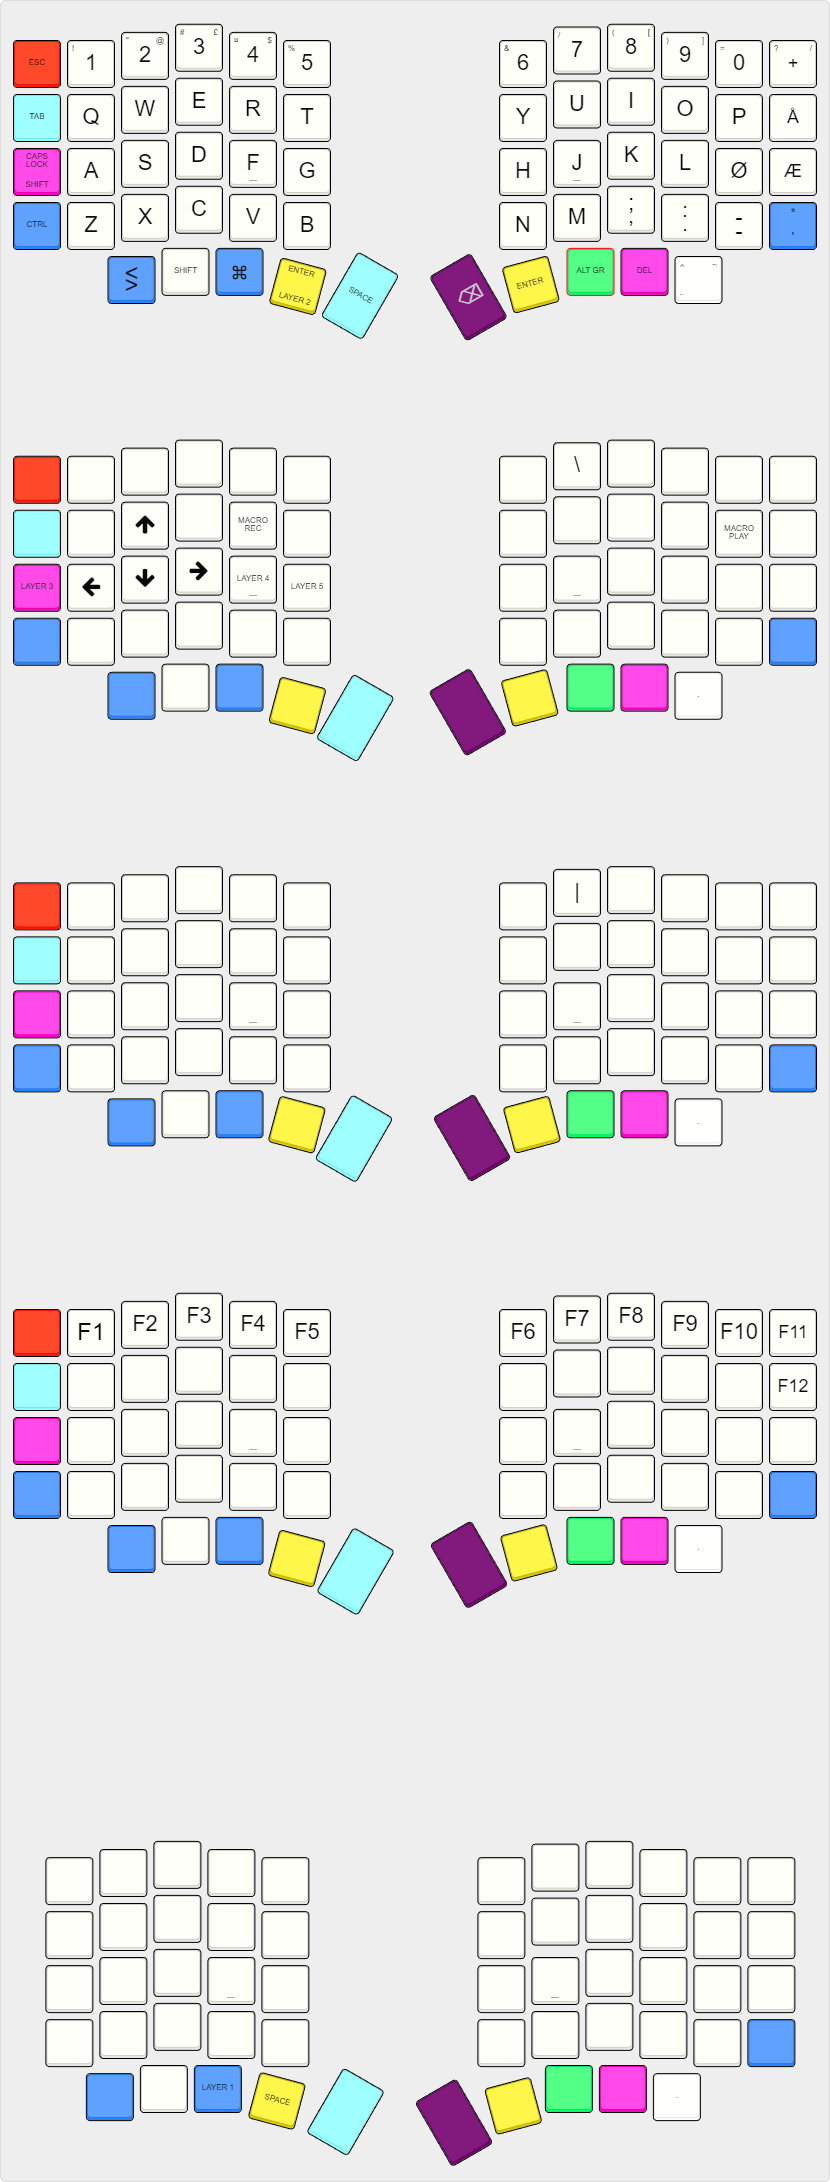 ESC ! 1 " @ 2 # £ 3 ¤ $ 4 % 5 & 6 / 7 ( [ 8 ) ] 9 = 0 ? / +
TAB Q W E R T Y U I O P Å
CAPS LOCK SHIFT A S D F _ G H J _ K L Ø Æ
CTRL Z X C V B N M ; , : . - - * '
< > SHIFT ⌘ ENTER LAYER 2 SPACE ENTER ALT GR DEL ^ ~ ..
\
↑ MACRO REC MACRO PLAY
LAYER 3 ← ↓ → LAYER 4 _ LAYER 5 _
.
|
_ _
.
F1 F2 F3 F4 F5 F6 F7 F8 F9 F10 F11
F12
_ _
.
_ _
LAYER 1 SPACE .